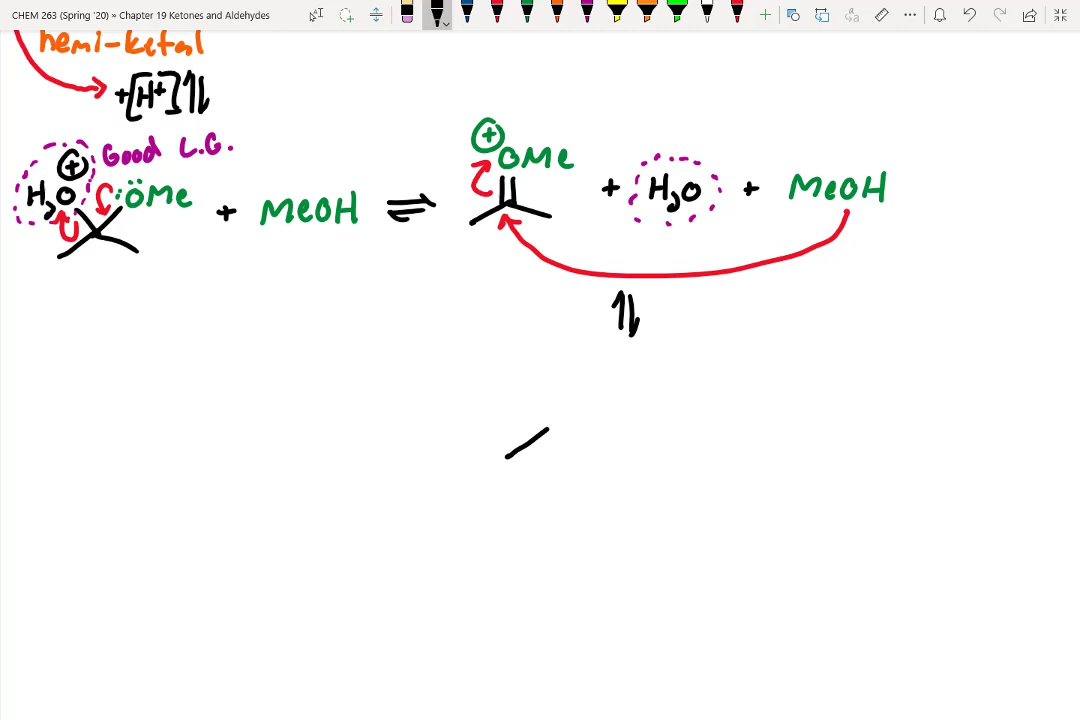 CHEM 263 (Spring '20) » Chapter 19 Ketones and Aldehydes
hemi-ketal
+[H+]⇅
⊕ Good L.G.
H2O :ÖMe + MeOH ⇌
⊕
OMe
+ H2O + MeOH
⇅